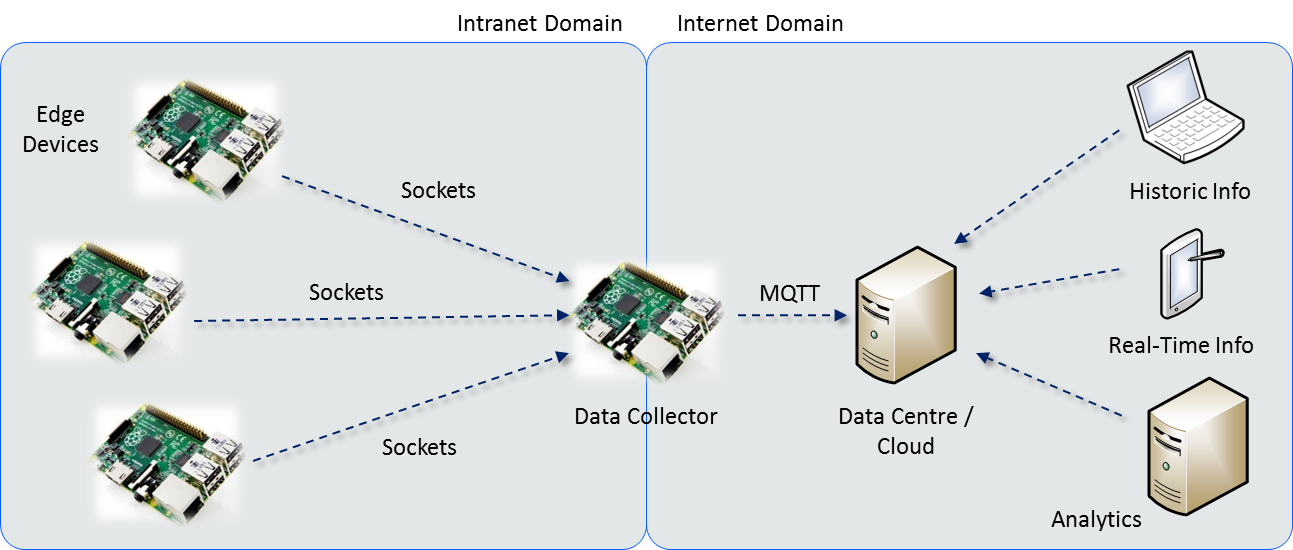 Intranet Domain
Internet Domain
Edge
Devices
Sockets
Sockets
Sockets
Data Collector
MQTT
Data Centre /
Cloud
Historic Info
Real-Time Info
Analytics